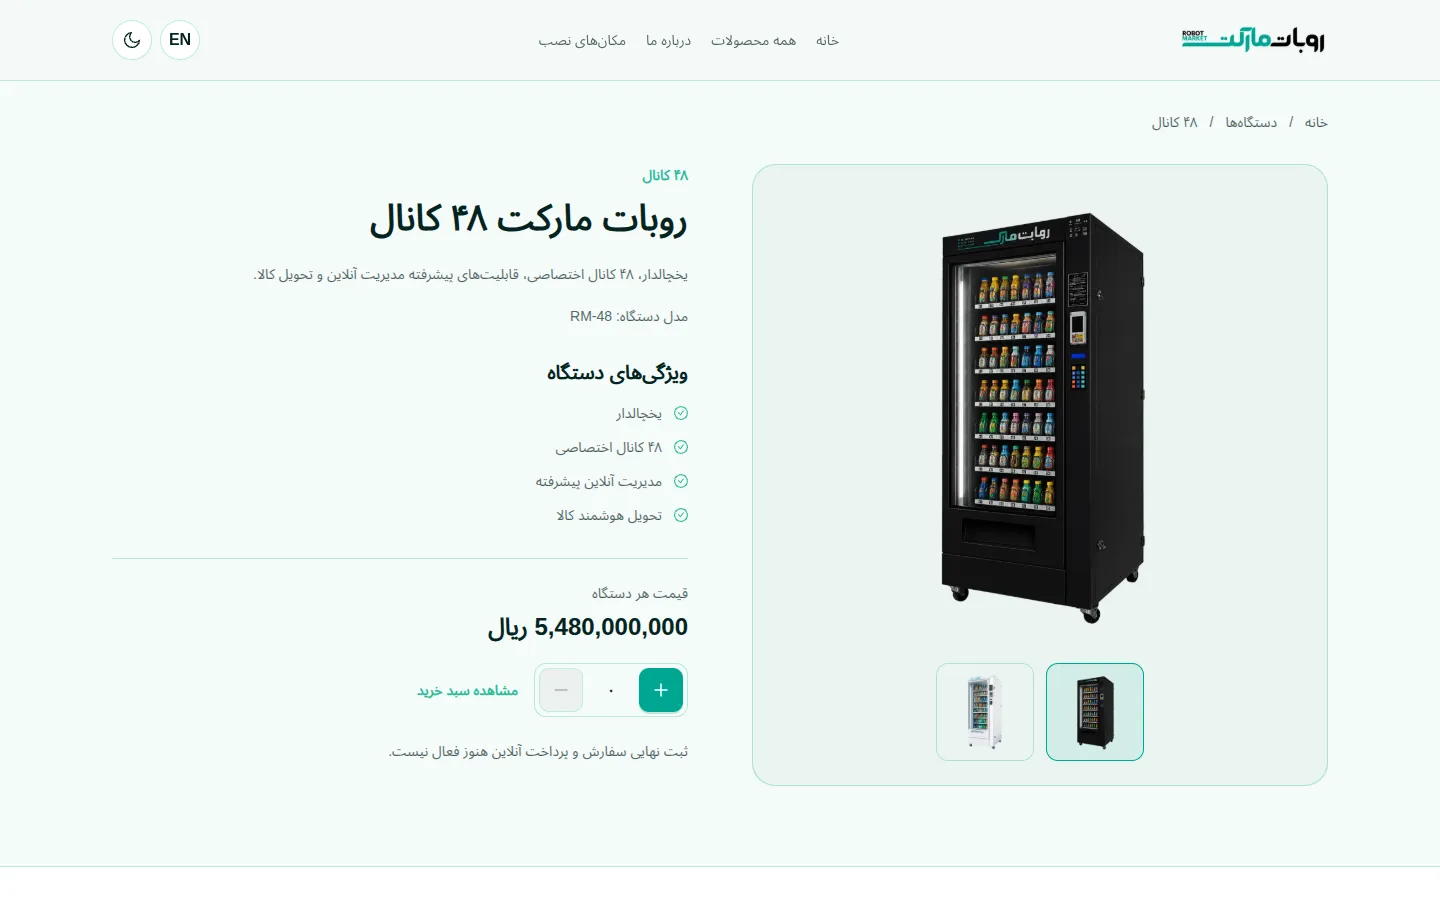 روبات مارکت
ROBOT
MARKET
خانه
همه محصولات
درباره ما
مکان‌های نصب
EN
خانه / دستگاه‌ها / ۴۸ کانال
روبات مارکت
۴۸ کانال
روبات مارکت ۴۸ کانال
یخچالدار، ۴۸ کانال اختصاصی، قابلیت‌های پیشرفته مدیریت آنلاین و تحویل کالا.
مدل دستگاه: RM-48
ویژگی‌های دستگاه
یخچالدار
۴۸ کانال اختصاصی
مدیریت آنلاین پیشرفته
تحویل هوشمند کالا
قیمت هر دستگاه
5,480,000,000 ریال
۰
مشاهده سبد خرید
ثبت نهایی سفارش و پرداخت آنلاین هنوز فعال نیست.